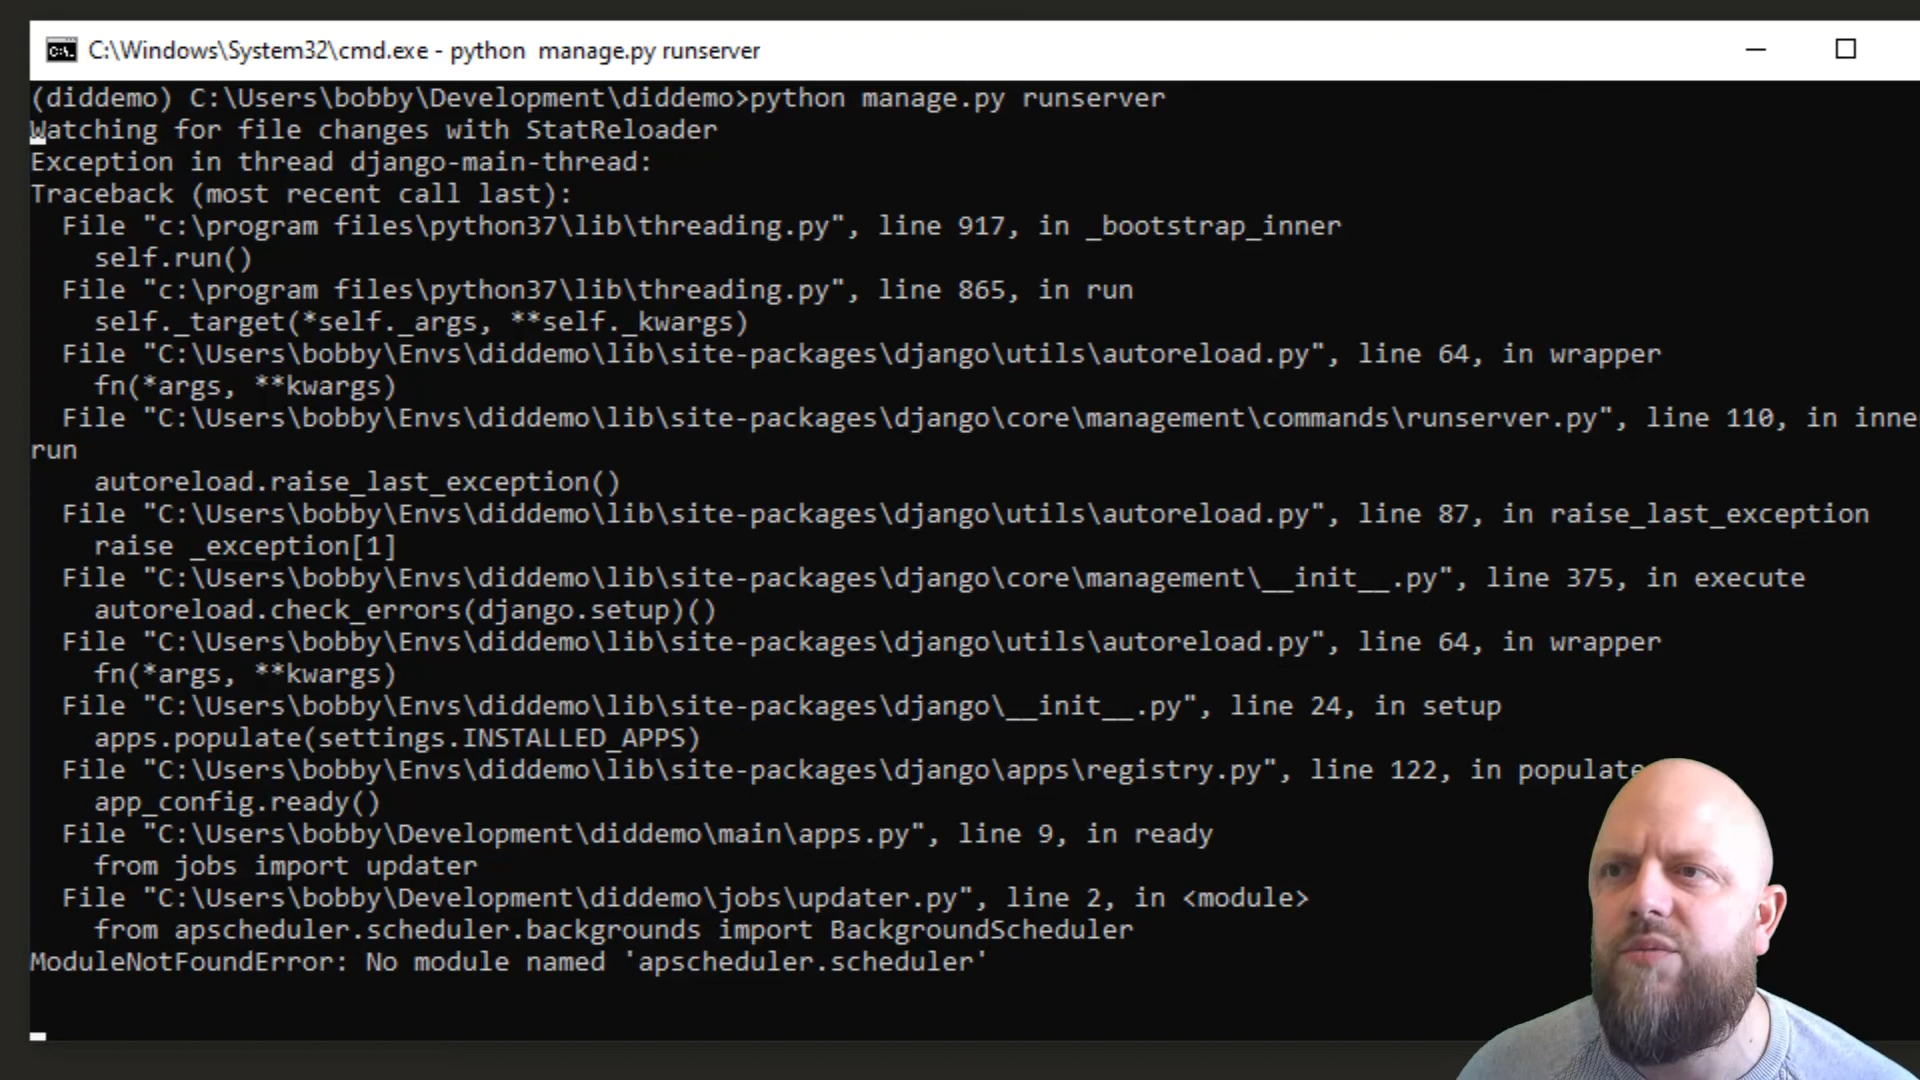 C:\Windows\System32\cmd.exe - python  manage.py runserver
(diddemo) C:\Users\bobby\Development\diddemo>python manage.py runserver
Watching for file changes with StatReloader
Exception in thread django-main-thread:
Traceback (most recent call last):
  File "c:\program files\python37\lib\threading.py", line 917, in _bootstrap_inner
    self.run()
  File "c:\program files\python37\lib\threading.py", line 865, in run
    self._target(*self._args, **self._kwargs)
  File "C:\Users\bobby\Envs\diddemo\lib\site-packages\django\utils\autoreload.py", line 64, in wrapper
    fn(*args, **kwargs)
  File "C:\Users\bobby\Envs\diddemo\lib\site-packages\django\core\management\commands\runserver.py", line 110, in inne
run
    autoreload.raise_last_exception()
  File "C:\Users\bobby\Envs\diddemo\lib\site-packages\django\utils\autoreload.py", line 87, in raise_last_exception
    raise _exception[1]
  File "C:\Users\bobby\Envs\diddemo\lib\site-packages\django\core\management\__init__.py", line 375, in execute
    autoreload.check_errors(django.setup)()
  File "C:\Users\bobby\Envs\diddemo\lib\site-packages\django\utils\autoreload.py", line 64, in wrapper
    fn(*args, **kwargs)
  File "C:\Users\bobby\Envs\diddemo\lib\site-packages\django\__init__.py", line 24, in setup
    apps.populate(settings.INSTALLED_APPS)
  File "C:\Users\bobby\Envs\diddemo\lib\site-packages\django\apps\registry.py", line 122, in populate
    app_config.ready()
  File "C:\Users\bobby\Development\diddemo\main\apps.py", line 9, in ready
    from jobs import updater
  File "C:\Users\bobby\Development\diddemo\jobs\updater.py", line 2, in <module>
    from apscheduler.scheduler.backgrounds import BackgroundScheduler
ModuleNotFoundError: No module named 'apscheduler.scheduler'